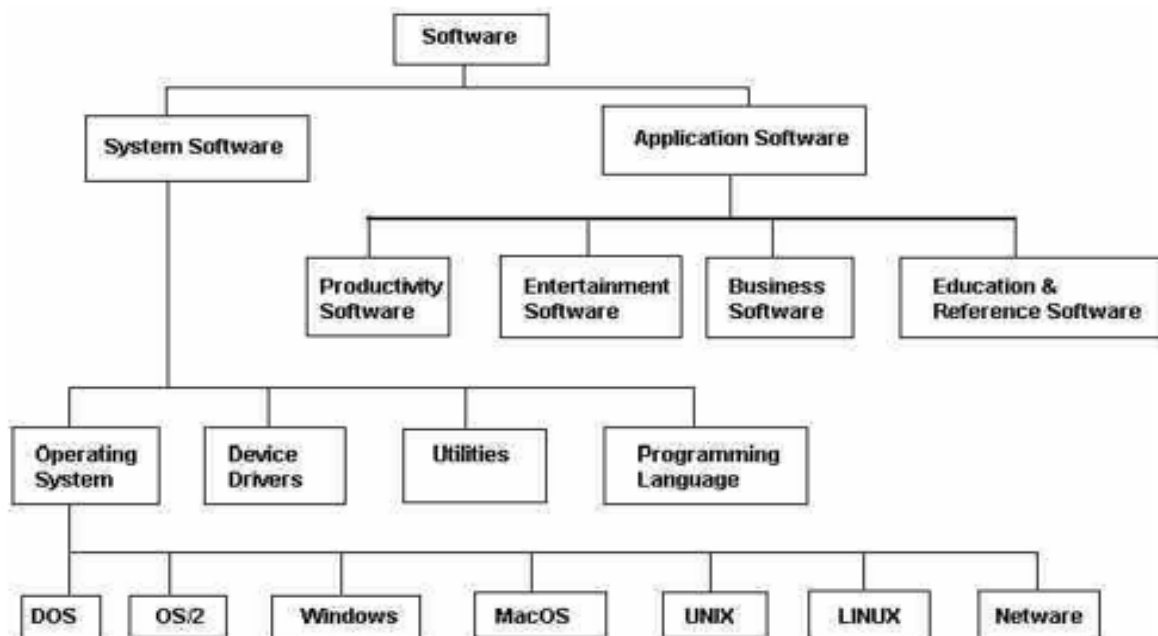 Software
System Software
Application Software
Productivity
Software
Entertainment
Software
Business
Software
Education &
Reference Software
Operating
System
Device
Drivers
Utilities
Programming
Language
DOS
OS/2
Windows
MacOS
UNIX
LINUX
Netware